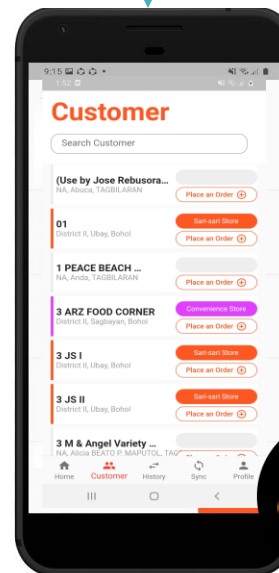 9:15
1:52
Customer
Search Customer
(Use by Jose Rebusora...
NA, Abuca, TAGBILARAN
Place an Order
01
District II, Ubay, Bohol
Sari-sari Store
Place an Order
1 PEACE BEACH ...
NA, Anda, TAGBILARAN
Place an Order
3 ARZ FOOD CORNER
District II, Sagbayan, Bohol
Convenience Store
Place an Order
3 JS I
District II, Ubay, Bohol
Sari-sari Store
Place an Order
3 JS II
District II, Ubay, Bohol
Sari-sari Store
Place an Order
3 M & Angel Variety ...
NA, Alicia BEATO P. MAPUTOL, TAG
Home Customer History Sync Profile